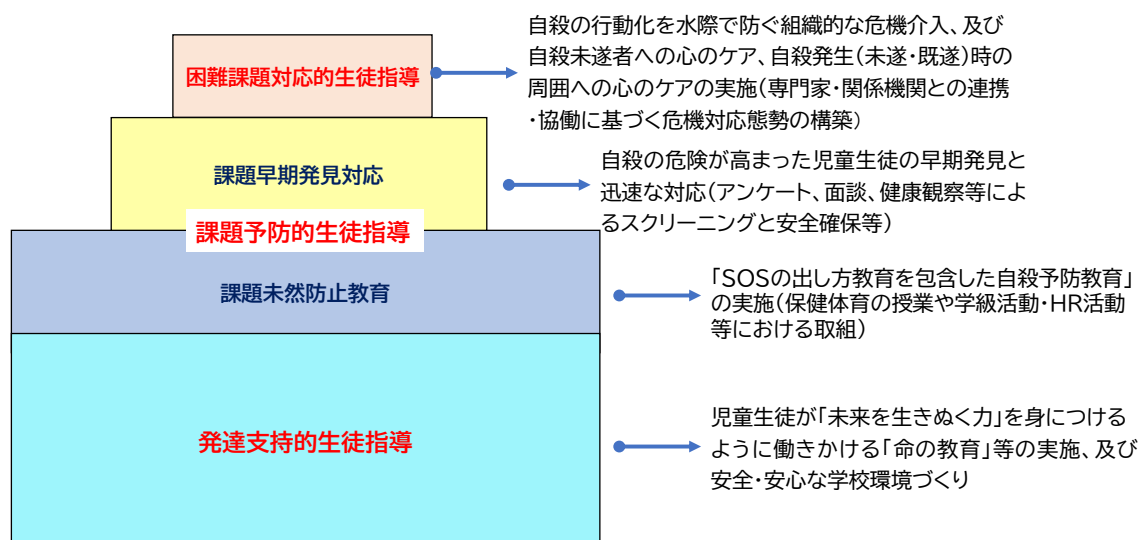 困難課題対応的生徒指導
自殺の行動化を水際で防ぐ組織的な危機介入、及び
自殺未遂者への心のケア、自殺発生(未遂・既遂)時の
周囲への心のケアの実施(専門家・関係機関との連携
・協働に基づく危機対応態勢の構築)
課題早期発見対応
自殺の危険が高まった児童生徒の早期発見と
迅速な対応(アンケート、面談、健康観察等によ
るスクリーニングと安全確保等)
課題予防的生徒指導
課題未然防止教育
「SOSの出し方教育を包含した自殺予防教育」
の実施(保健体育の授業や学級活動・HR活動
等における取組)
発達支持的生徒指導
児童生徒が「未来を生きぬく力」を身につける
ように働きかける「命の教育」等の実施、及び
安全・安心な学校環境づくり